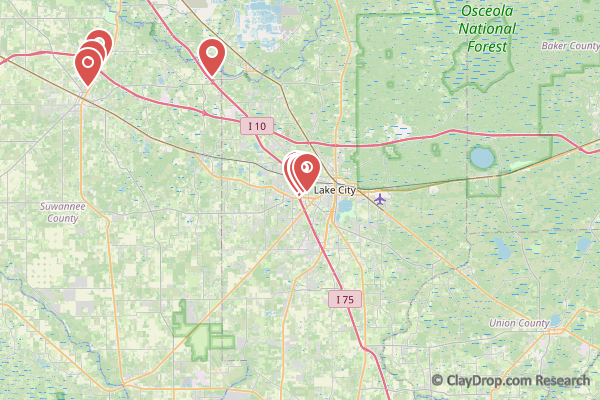 Osceola
National
Forest
Baker County
I 10
Lake City
Suwannee
County
I 75
Union County
© ClayDrop.com Research